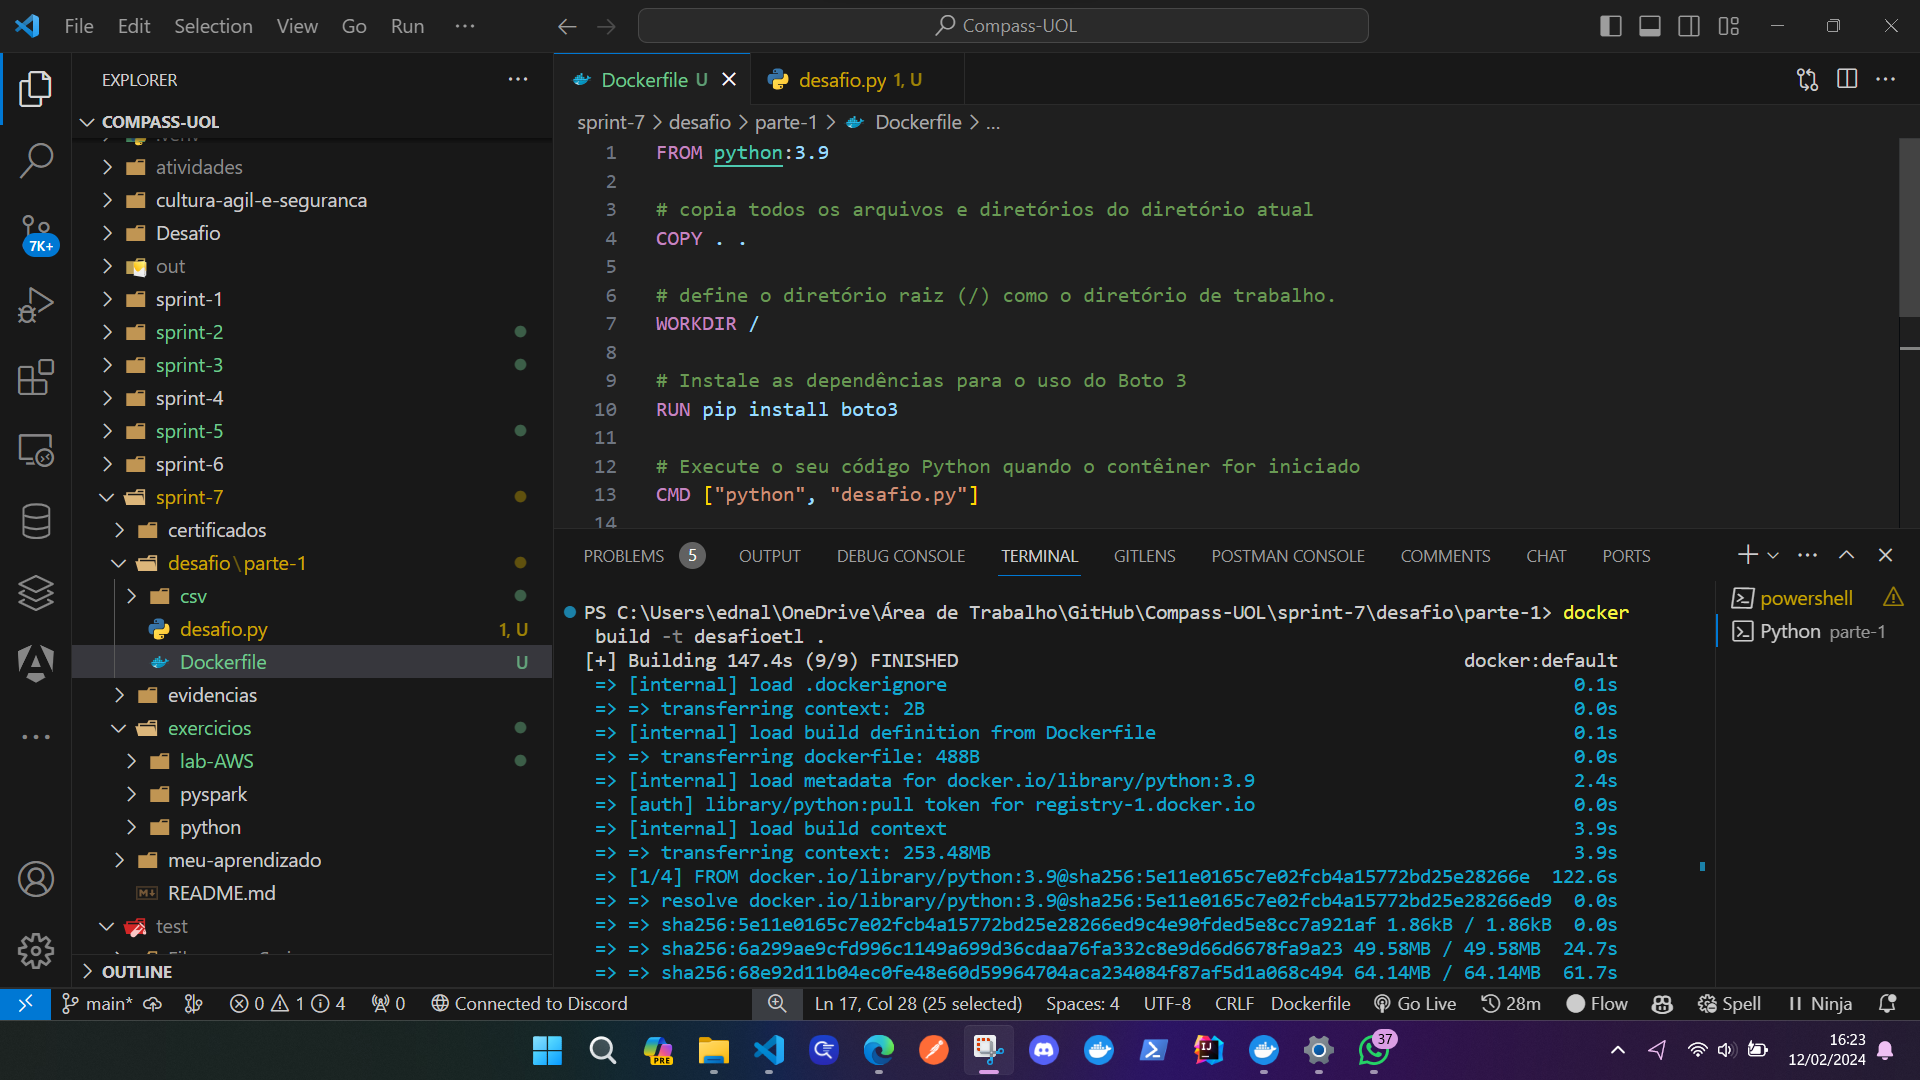 File Edit Selection View Go Run ···
Compass-UOL
EXPLORER
COMPASS-UOL
atividades
cultura-agil-e-seguranca
Desafio
out
sprint-1
sprint-2
sprint-3
sprint-4
sprint-5
sprint-6
sprint-7
certificados
desafio\parte-1
csv
desafio.py 1, U
Dockerfile U
evidencias
exercicios
lab-AWS
pyspark
python
meu-aprendizado
README.md
test
OUTLINE
7K+
Dockerfile U
desafio.py 1, U
sprint-7 > desafio > parte-1 > Dockerfile > ...
1 FROM python:3.9
2
3 # copia todos os arquivos e diretórios do diretório atual
4 COPY . .
5
6 # define o diretório raiz (/) como o diretório de trabalho.
7 WORKDIR /
8
9 # Instale as dependências para o uso do Boto 3
10 RUN pip install boto3
11
12 # Execute o seu código Python quando o contêiner for iniciado
13 CMD ["python", "desafio.py"]
14
PROBLEMS 5 OUTPUT DEBUG CONSOLE TERMINAL GITLENS POSTMAN CONSOLE COMMENTS CHAT PORTS
PS C:\Users\ednal\OneDrive\Área de Trabalho\GitHub\Compass-UOL\sprint-7\desafio\parte-1> docker
build -t desafioetl .
[+] Building 147.4s (9/9) FINISHED docker:default
=> [internal] load .dockerignore 0.1s
=> => transferring context: 2B 0.0s
=> [internal] load build definition from Dockerfile 0.1s
=> => transferring dockerfile: 488B 0.0s
=> [internal] load metadata for docker.io/library/python:3.9 2.4s
=> [auth] library/python:pull token for registry-1.docker.io 0.0s
=> [internal] load build context 3.9s
=> => transferring context: 253.48MB 3.9s
=> [1/4] FROM docker.io/library/python:3.9@sha256:5e11e0165c7e02fcb4a15772bd25e28266e 122.6s
=> => resolve docker.io/library/python:3.9@sha256:5e11e0165c7e02fcb4a15772bd25e28266ed9 0.0s
=> => sha256:5e11e0165c7e02fcb4a15772bd25e28266ed9c4e90fded5e8cc7a921af 1.86kB / 1.86kB 0.0s
=> => sha256:6a299ae9cfd996c1149a699d36cdaa76fa332c8e9d66d6678fa9a23 49.58MB / 49.58MB 24.7s
=> => sha256:68e92d11b04ec0fe48e60d59964704aca234084f87af5d1a068c494 64.14MB / 64.14MB 61.7s
powershell
Python parte-1
main* 0 1 4 0 Connected to Discord Ln 17, Col 28 (25 selected) Spaces: 4 UTF-8 CRLF Dockerfile Go Live 28m Flow Spell Ninja
PRE
37
16:23
12/02/2024